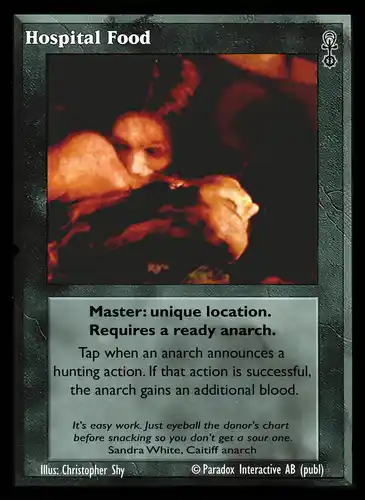 Hospital Food
Master: unique location.
Requires a ready anarch.
Tap when an anarch announces a
hunting action. If that action is successful,
the anarch gains an additional blood.
It's easy work. Just eyeball the donor's chart
before snacking so you don't get a sour one.
Sandra White, Caitiff anarch
Illus: Christopher Shy
© Paradox Interactive AB (publ)